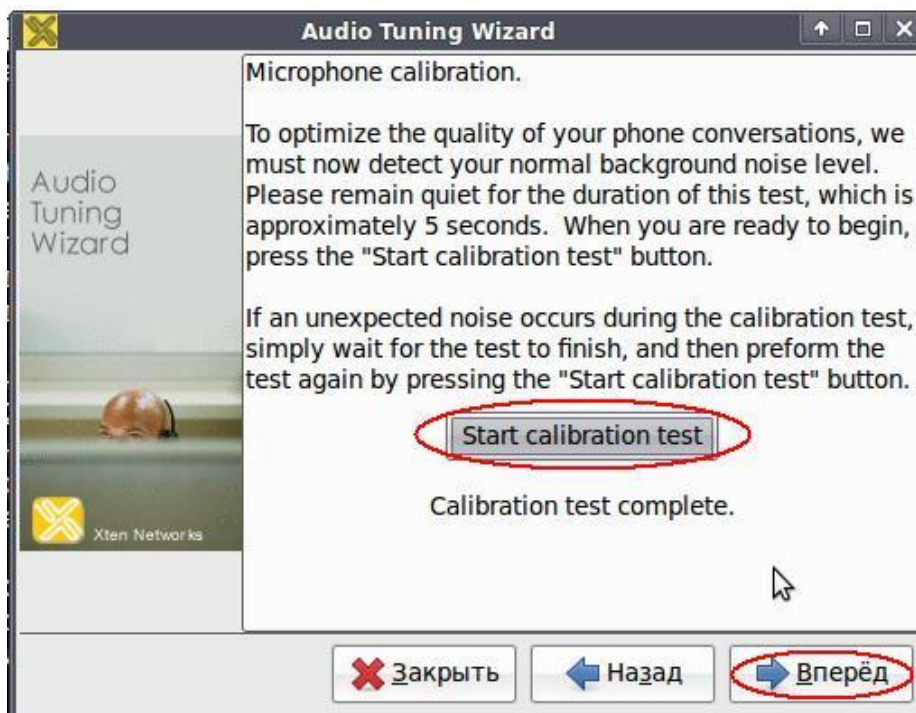 Audio Tuning Wizard
Audio
Tuning
Wizard
Xten Networks
Microphone calibration.
To optimize the quality of your phone conversations, we
must now detect your normal background noise level.
Please remain quiet for the duration of this test, which is
approximately 5 seconds.  When you are ready to begin,
press the "Start calibration test" button.
If an unexpected noise occurs during the calibration test,
simply wait for the test to finish, and then preform the
test again by pressing the "Start calibration test" button.
Start calibration test
Calibration test complete.
Закрыть
Назад
Вперёд